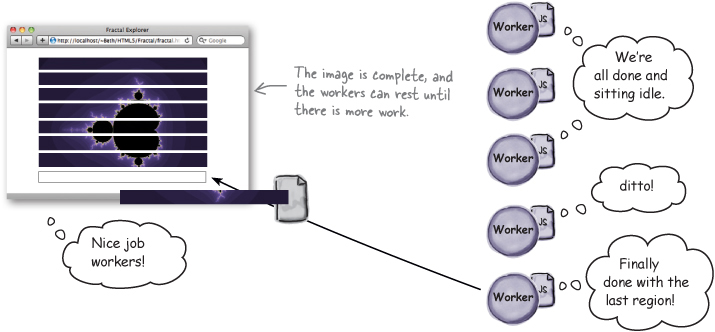 Fractal Explorer
http://localhost/~Beth/HTML5/Fractal/fractal
Google
The image is complete, and
the workers can rest until
there is more work.
Nice job
workers!
Worker
JS
We're
all done and
sitting idle.
Worker
JS
Worker
JS
Worker
JS
ditto!
Worker
JS
Finally
done with the
last region!